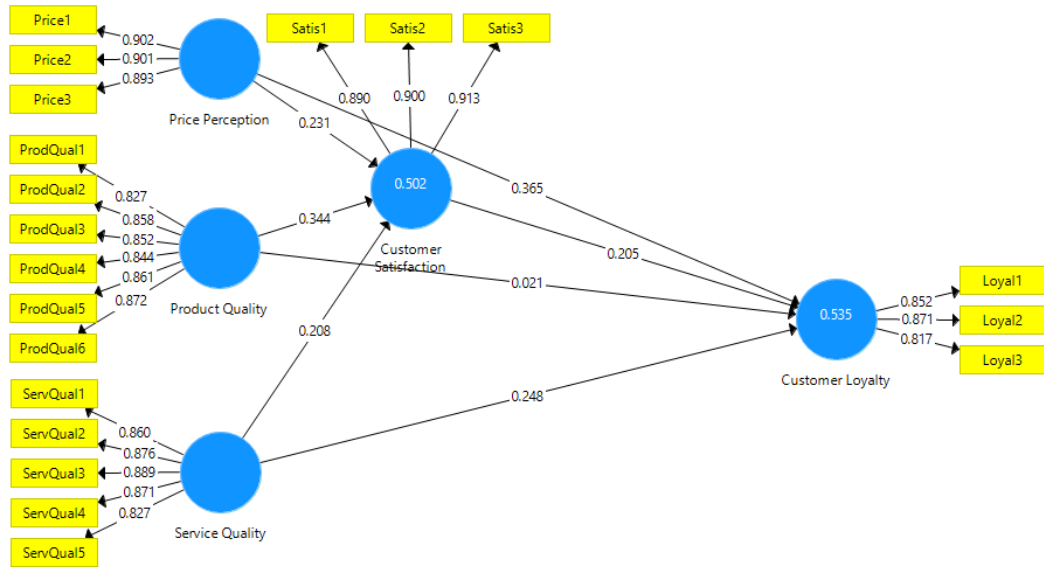 Price1
Price2
Price3
0.902
0.901
0.893
Price Perception
Satis1
Satis2
Satis3
0.890
0.900
0.913
0.231
0.365
0.502
Customer
Satisfaction
ProdQual1
ProdQual2
ProdQual3
ProdQual4
ProdQual5
ProdQual6
0.827
0.858
0.852
0.844
0.861
0.872
Product Quality
0.344
0.021
0.205
0.208
0.248
0.535
Customer Loyalty
0.852
0.871
0.817
Loyal1
Loyal2
Loyal3
ServQual1
ServQual2
ServQual3
ServQual4
ServQual5
0.860
0.876
0.889
0.871
0.827
Service Quality